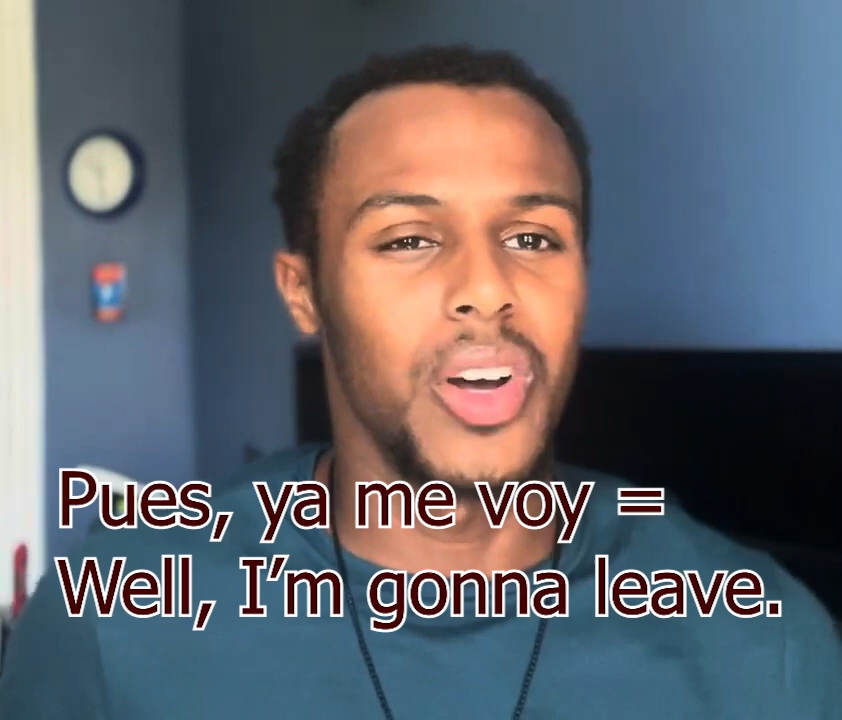 Pues, ya me voy =
Well, I’m gonna leave.